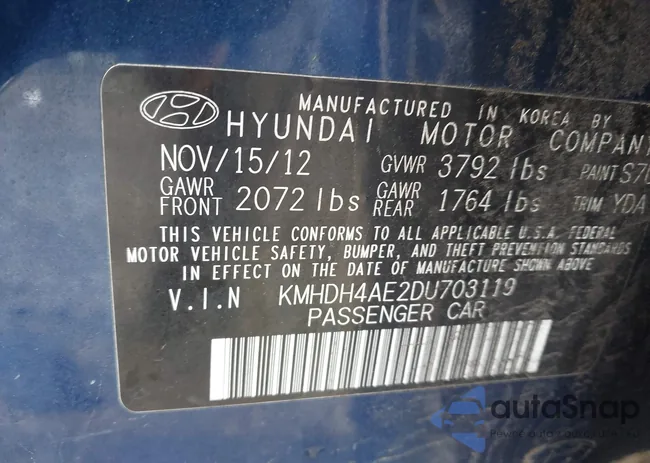 MANUFACTURED IN KOREA BY
HYUNDAI MOTOR COMPANY
NOV/15/12 GVWR 3792 lbs PAINT
GAWR FRONT 2072 lbs GAWR REAR 1764 lbs TRIM YDA
THIS VEHICLE CONFORMS TO ALL APPLICABLE U.S.A. FEDERAL
MOTOR VEHICLE SAFETY, BUMPER, AND THEFT PREVENTION STANDARDS
IN EFFECT ON THE DATE OF MANUFACTURE SHOWN ABOVE
V.I.N KMHDH4AE2DU703119
PASSENGER CAR
autoSnap